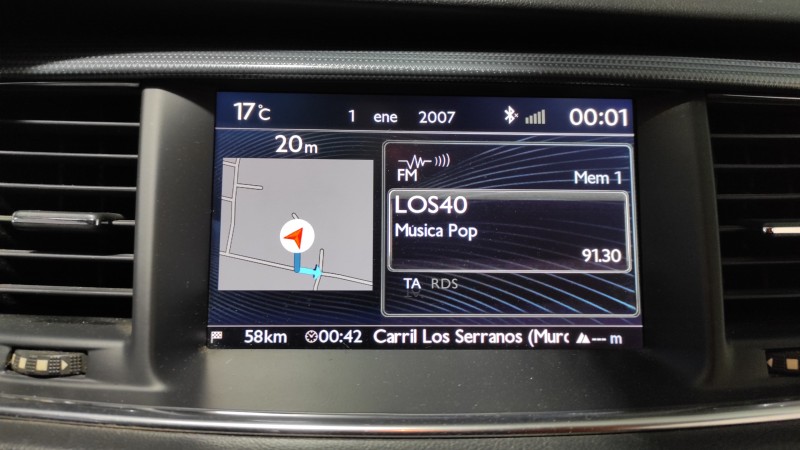 17°C 1 ene 2007 00:01
20m
FM Mem 1
LOS40
Música Pop
91.30
TA RDS
58km 00:42 Carril Los Serranos (Murc --- m